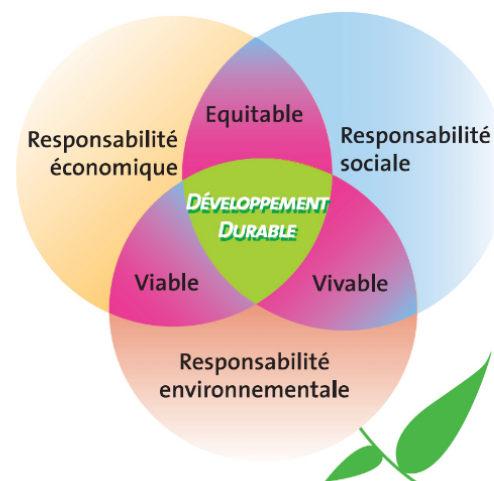 Equitable
Responsabilité
économique
Responsabilité
sociale
DÉVELOPPEMENT
DURABLE
Viable
Vivable
Responsabilité
environnementale